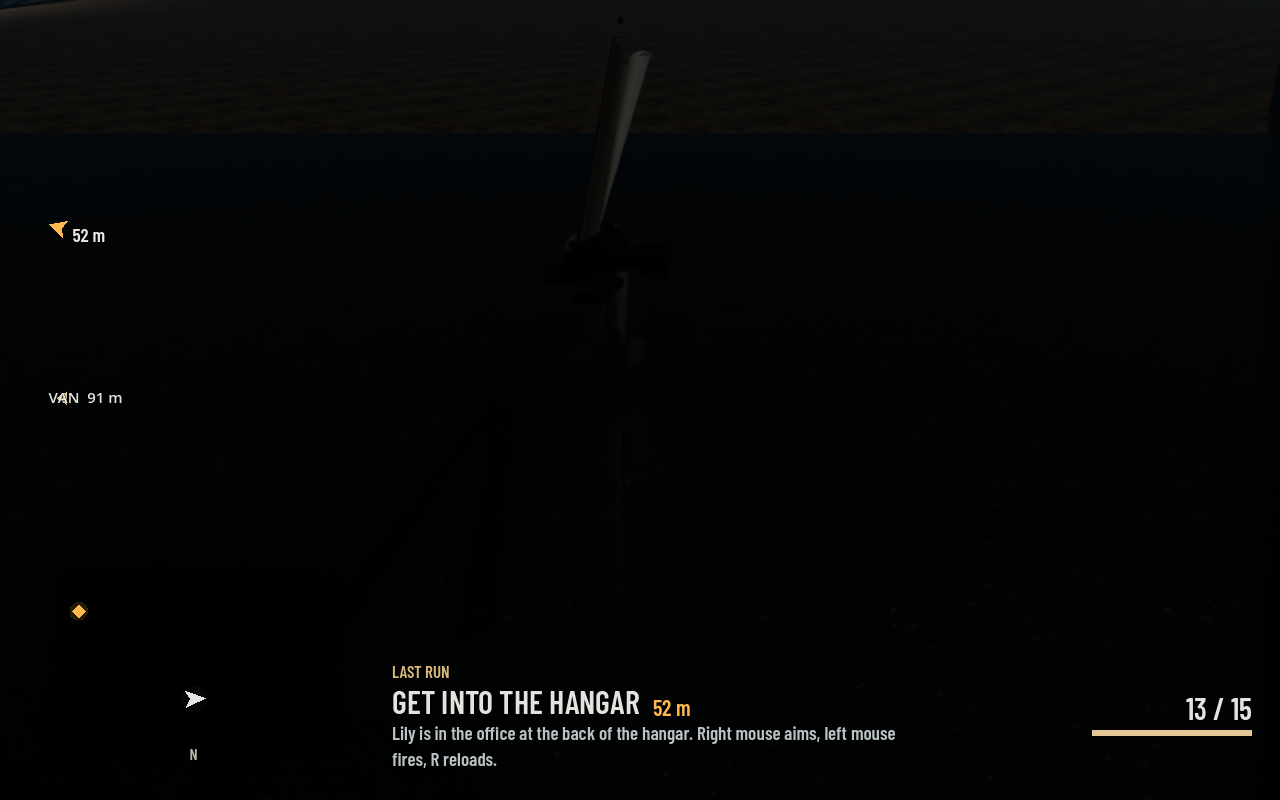 52 m
VAN 91 m
N
LAST RUN
GET INTO THE HANGAR 52 m
Lily is in the office at the back of the hangar. Right mouse aims, left mouse
fires, R reloads.
13 / 15